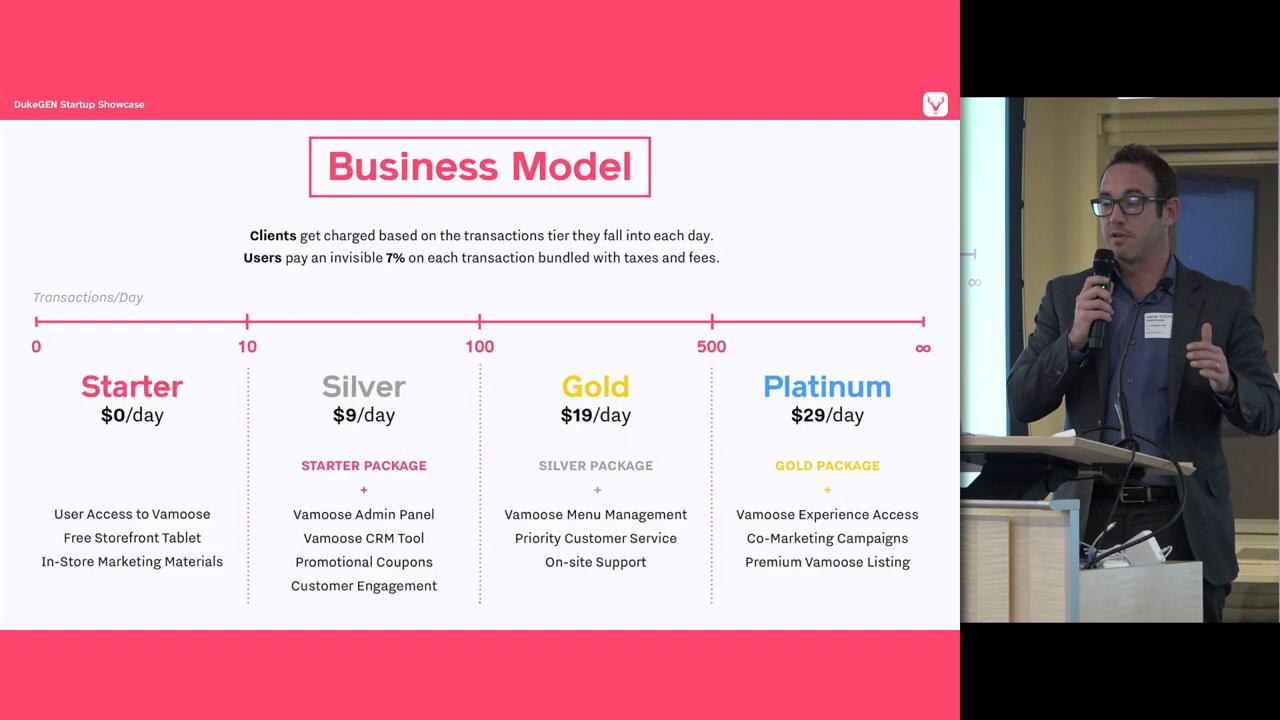 DukeGEN Startup Showcase
Business Model
Clients get charged based on the transactions tier they fall into each day.
Users pay an invisible 7% on each transaction bundled with taxes and fees.
Transactions/Day
0 10 100 500 ∞
Starter Silver Gold Platinum
$0/day $9/day $19/day $29/day
STARTER PACKAGE SILVER PACKAGE GOLD PACKAGE
+ + +
User Access to Vamoose Vamoose Admin Panel Vamoose Menu Management Vamoose Experience Access
Free Storefront Tablet Vamoose CRM Tool Priority Customer Service Co-Marketing Campaigns
In-Store Marketing Materials Promotional Coupons On-site Support Premium Vamoose Listing
Customer Engagement
∞